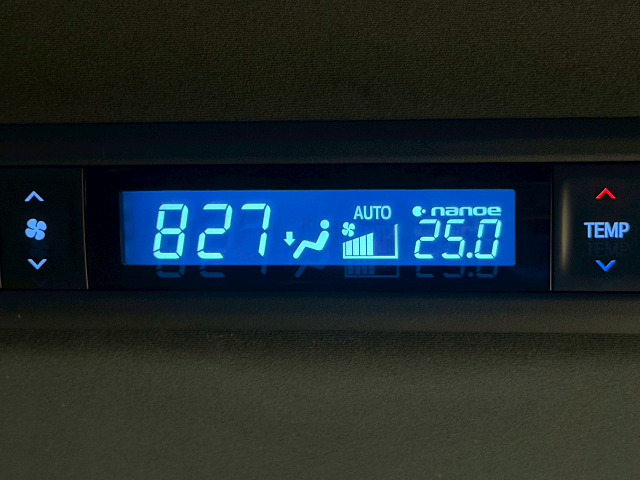 AUTO
nanoe
827
25.0
TEMP